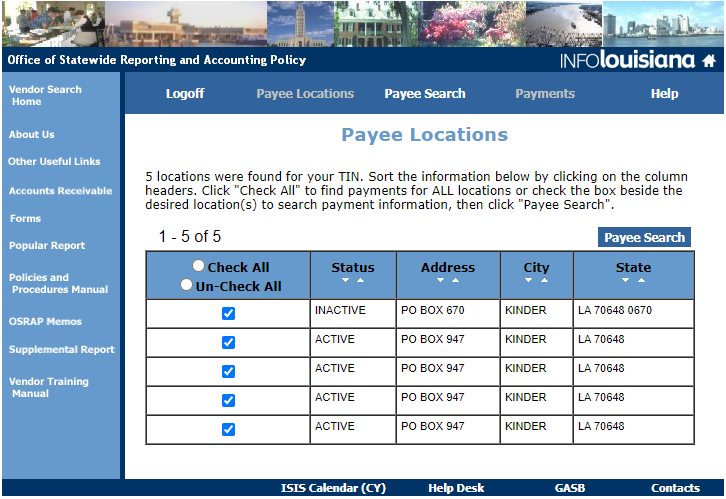 Office of Statewide Reporting and Accounting Policy
INFOlouisiana
Vendor Search
Home
About Us
Other Useful Links
Accounts Receivable
Forms
Popular Report
Policies and
Procedures Manual
OSRAP Memos
Supplemental Report
Vendor Training
Manual
Logoff Payee Locations Payee Search Payments Help
Payee Locations
5 locations were found for your TIN. Sort the information below by clicking on the column
headers. Click "Check All" to find payments for ALL locations or check the box beside the
desired location(s) to search payment information, then click "Payee Search".
1 - 5 of 5 Payee Search
Check All
Un-Check All
Status Address City State
INACTIVE PO BOX 670 KINDER LA 70648 0670
ACTIVE PO BOX 947 KINDER LA 70648
ACTIVE PO BOX 947 KINDER LA 70648
ACTIVE PO BOX 947 KINDER LA 70648
ACTIVE PO BOX 947 KINDER LA 70648
ISIS Calendar (CY) Help Desk GASB Contacts